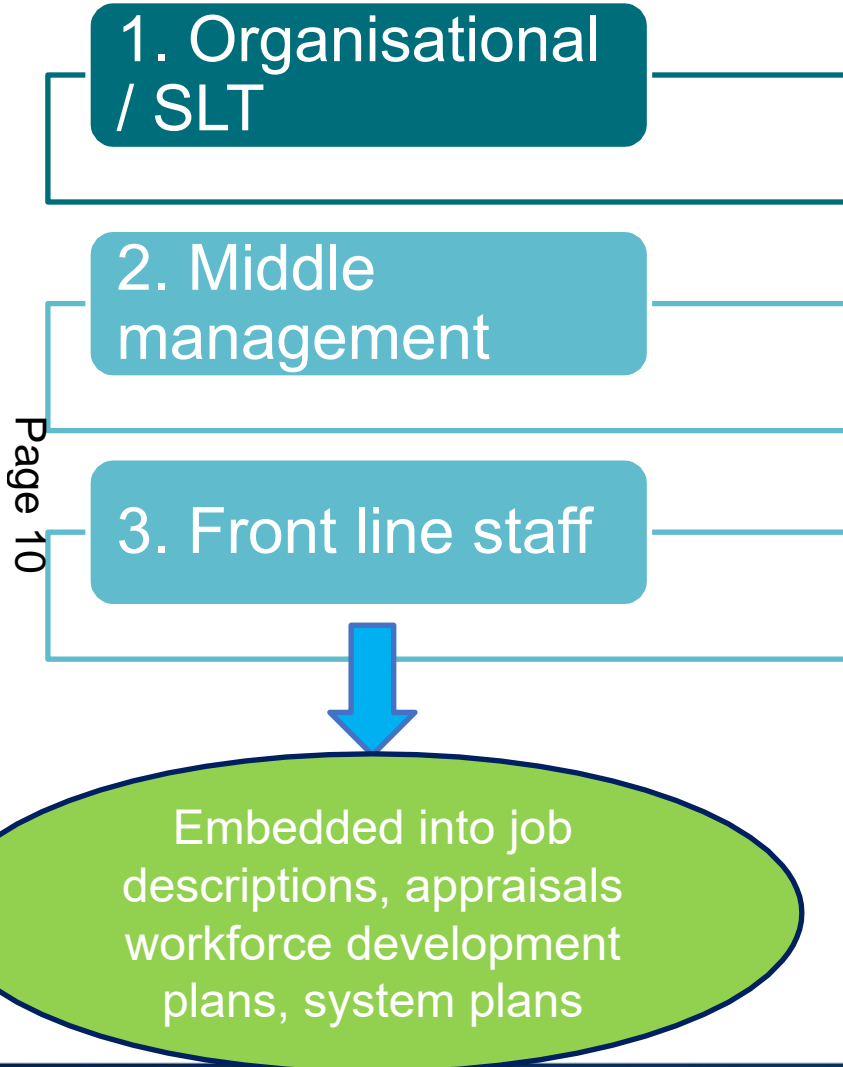 1. Organisational
/ SLT
2. Middle
management
Page 10
3. Front line staff
Embedded into job
descriptions, appraisals
workforce development
plans, system plans